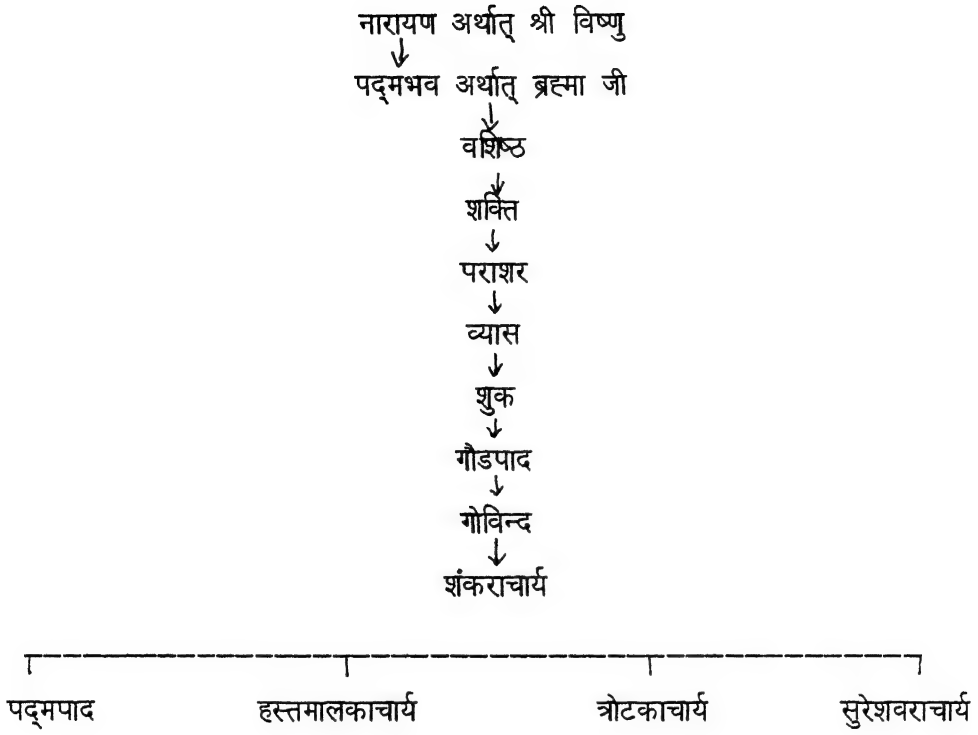 नारायण अर्थात् श्री विष्णु
पद्मभव अर्थात् ब्रह्मा जी
वशिष्ठ
शक्ति
पराशर
व्यास
शुक
गौडपाद
गोविन्द
शंकराचार्य
पद्मपाद हस्तमालकाचार्य त्रोटकाचार्य सुरेशवराचार्य